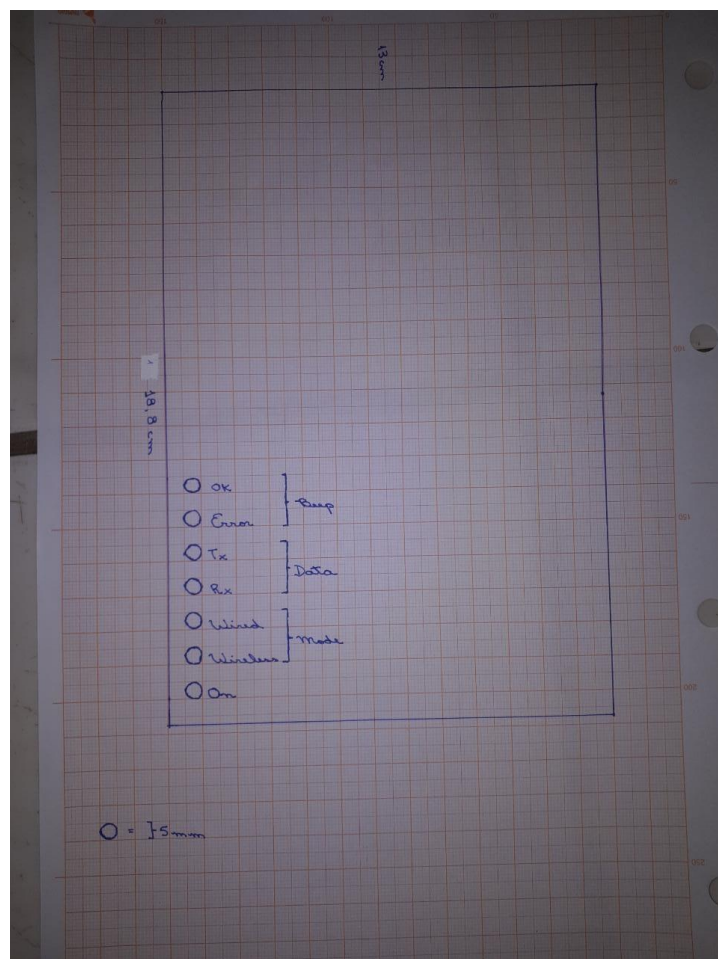 13cm
18,8 cm
OK
Error
Beep
Tx
Rx
Data
Wired
Wireless
Mode
On
= }5mm